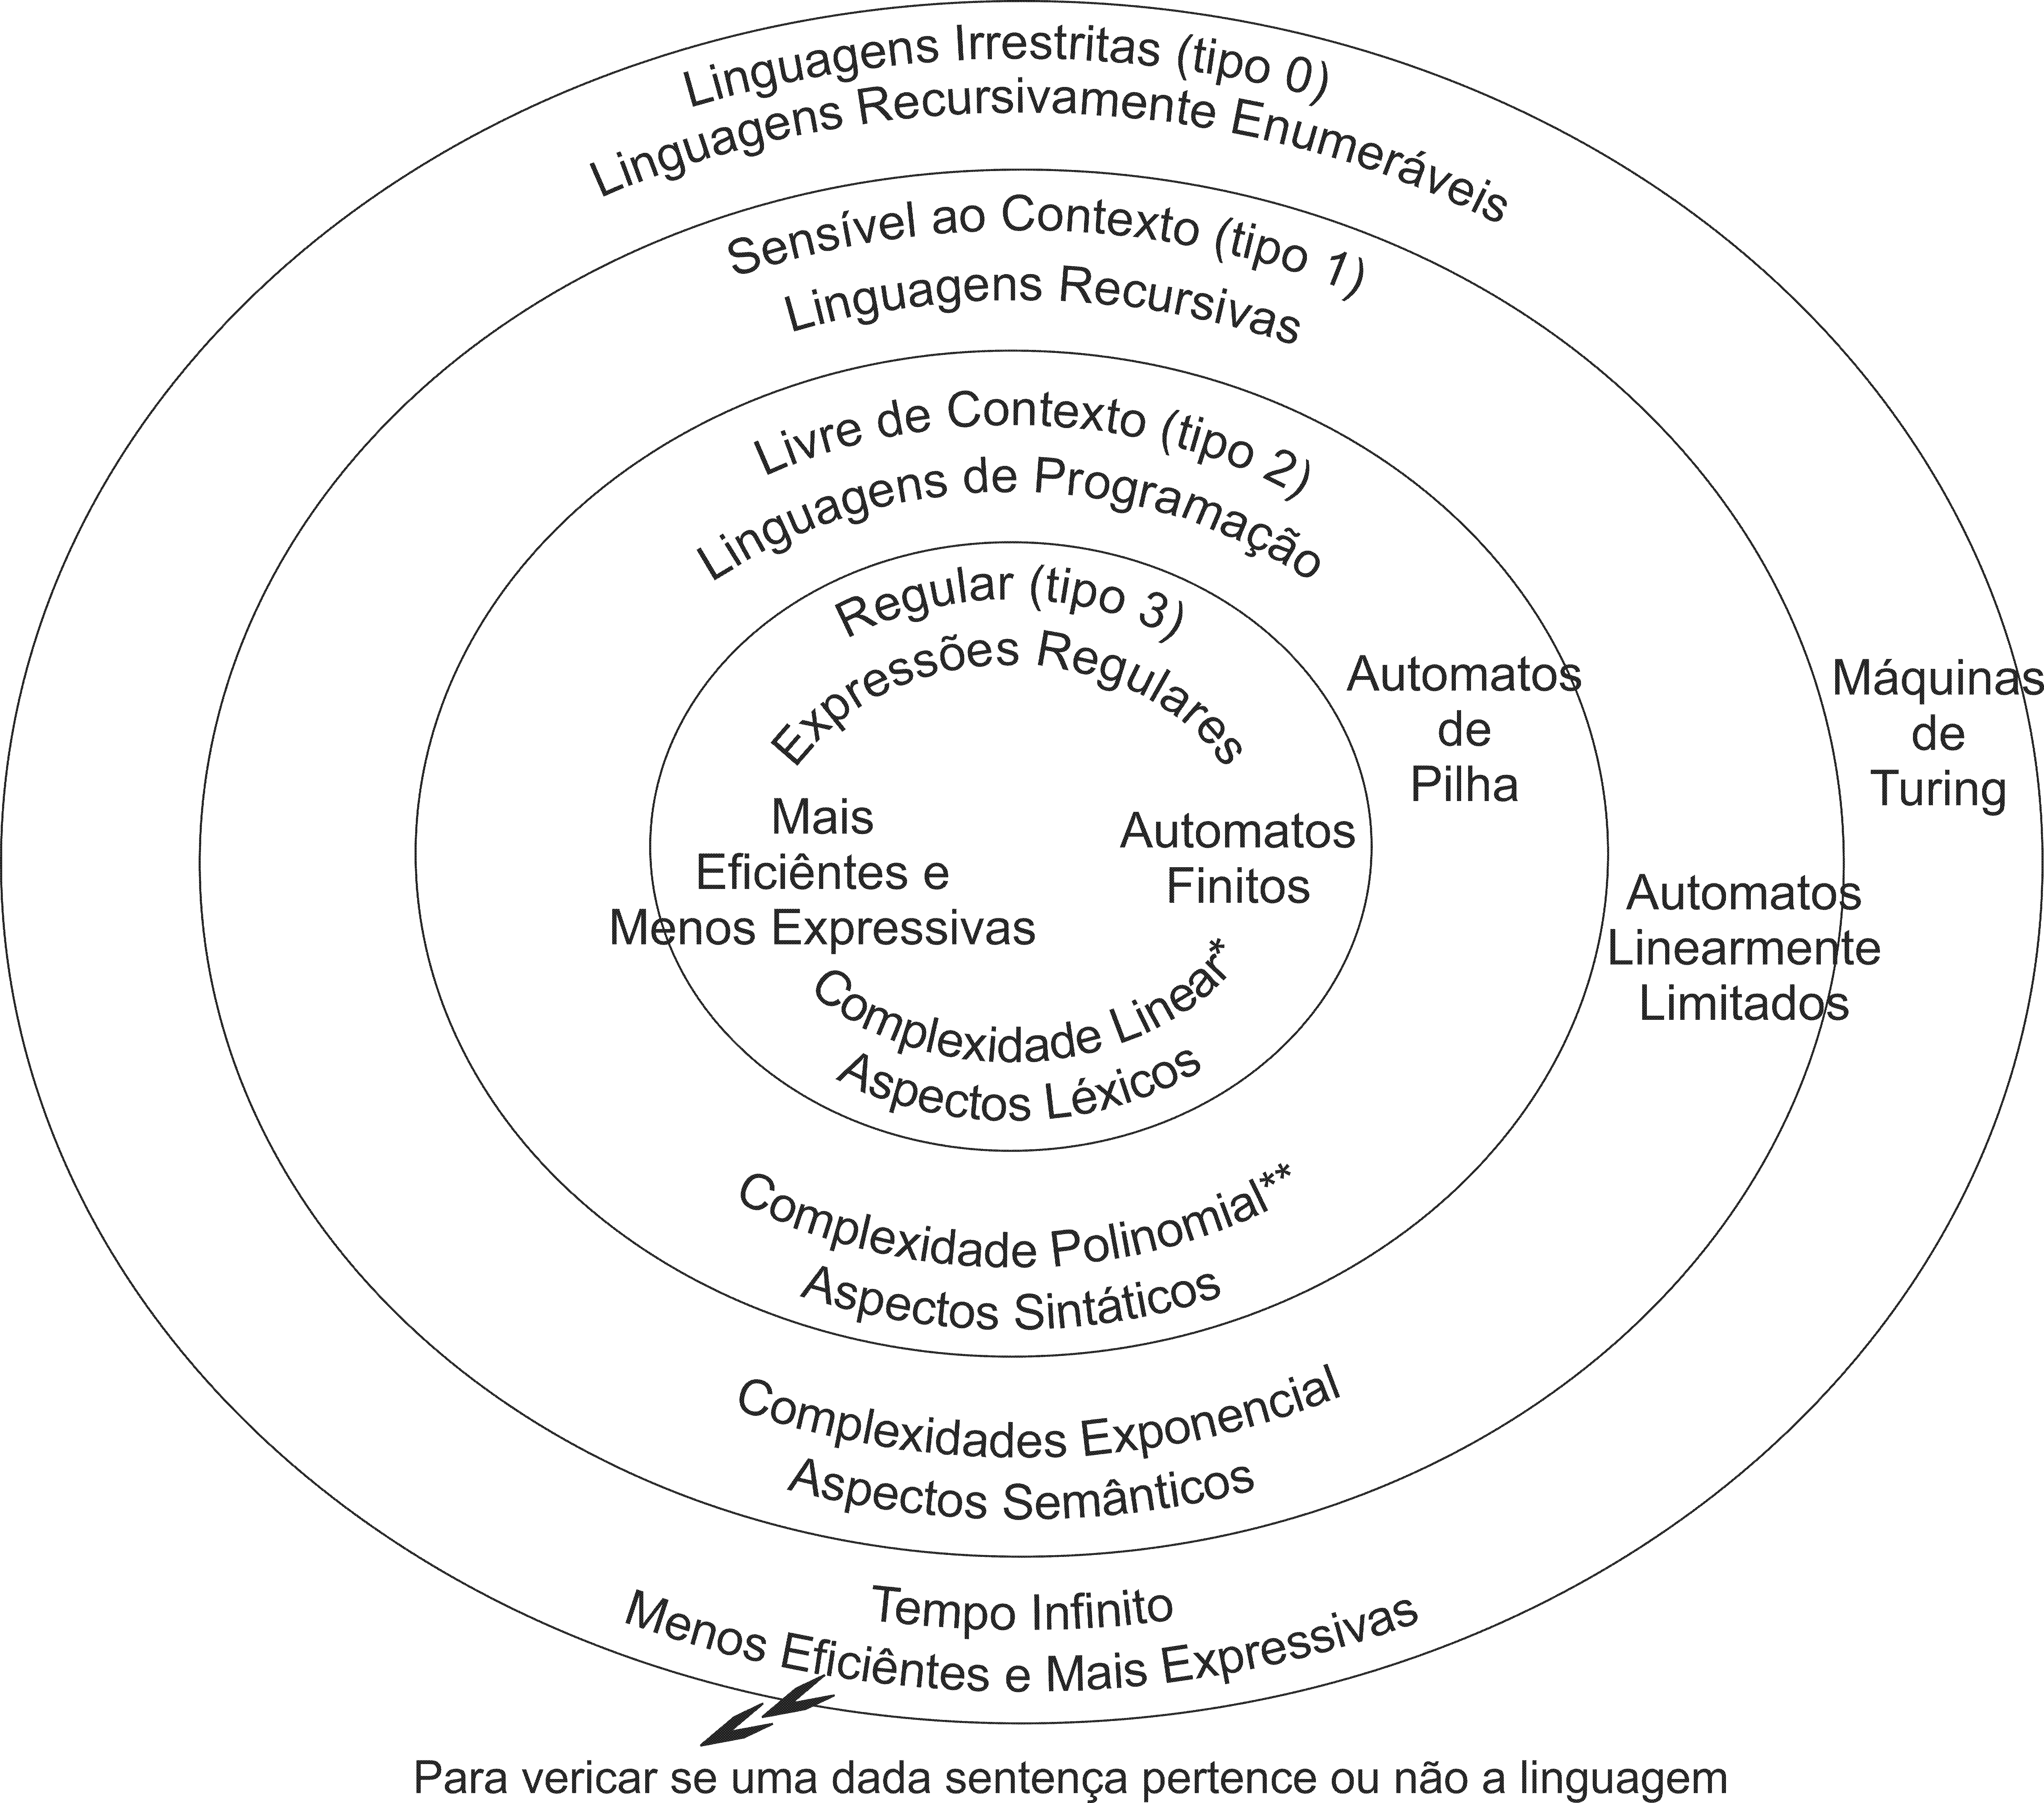 Linguagens Irrestritas (tipo 0)
Linguagens Recursivamente Enumeráveis
Sensível ao Contexto (tipo 1)
Linguagens Recursivas
Livre de Contexto (tipo 2)
Linguagens de Programação
Regular (tipo 3)
Expressões Regulares
Automatos
de
Pilha
Máquinas
de
Turing
Mais
Eficiêntes e
Menos Expressivas
Automatos
Finitos
Automatos
Linearmente
Limitados
Complexidade Linear*
Aspectos Léxicos
Complexidade Polinomial**
Aspectos Sintáticos
Complexidades Exponencial
Aspectos Semânticos
Tempo Infinito
Menos Eficiêntes e Mais Expressivas
Para vericar se uma dada sentença pertence ou não a linguagem